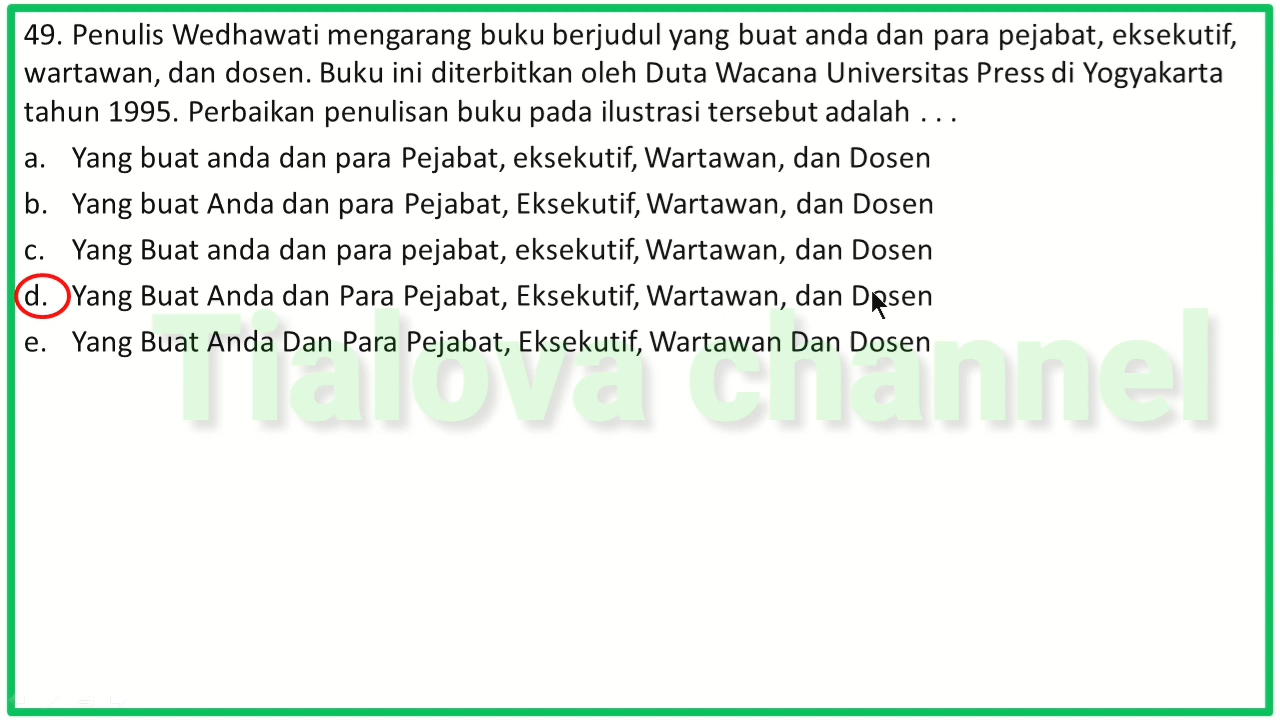 49. Penulis Wedhawati mengarang buku berjudul yang buat anda dan para pejabat, eksekutif,
wartawan, dan dosen. Buku ini diterbitkan oleh Duta Wacana Universitas Press di Yogyakarta
tahun 1995. Perbaikan penulisan buku pada ilustrasi tersebut adalah . . .
a. Yang buat anda dan para Pejabat, eksekutif, Wartawan, dan Dosen
b. Yang buat Anda dan para Pejabat, Eksekutif, Wartawan, dan Dosen
c. Yang Buat anda dan para pejabat, eksekutif, Wartawan, dan Dosen
d. Yang Buat Anda dan Para Pejabat, Eksekutif, Wartawan, dan Dosen
e. Yang Buat Anda Dan Para Pejabat, Eksekutif, Wartawan Dan Dosen
Tialova channel